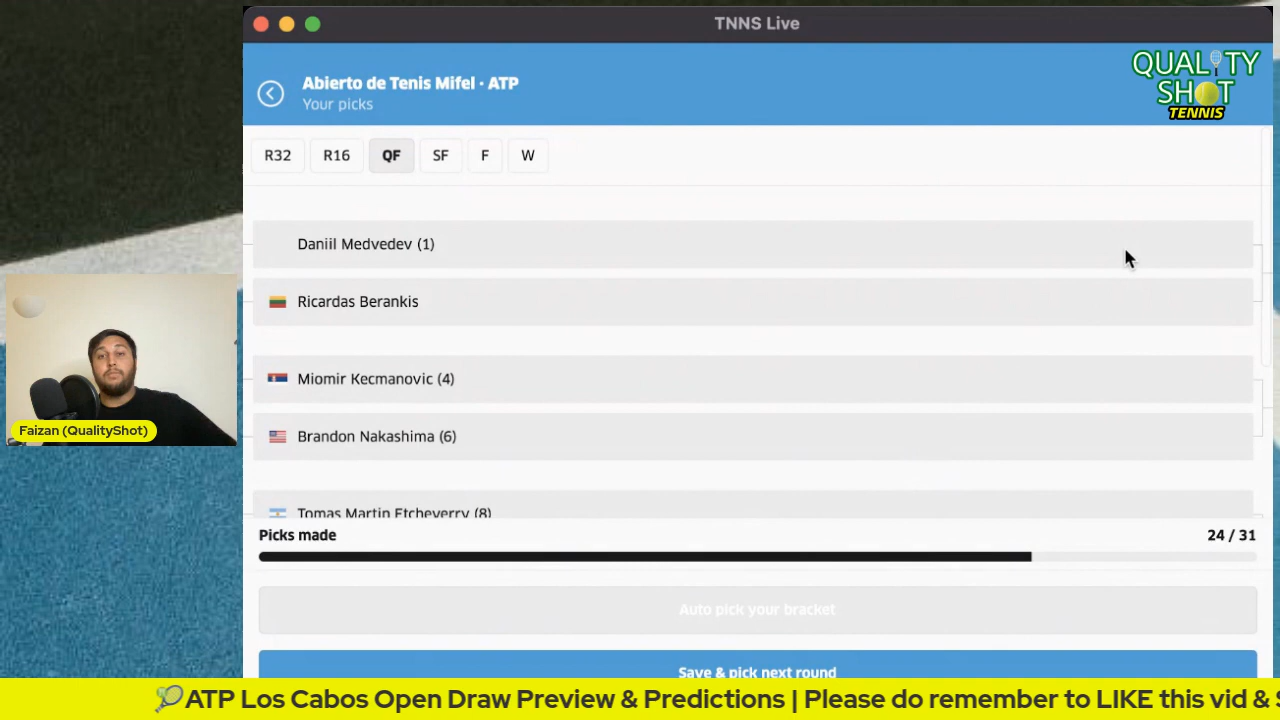 TNNS Live
Abierto de Tenis Mifel · ATP
Your picks
QUALITY
SHOT
TENNIS
R32 R16 QF SF F W
Daniil Medvedev (1)
Ricardas Berankis
Miomir Kecmanovic (4)
Brandon Nakashima (6)
Tomas Martin Etcheverry (8)
Faizan (QualityShot)
Picks made 24 / 31
Auto pick your bracket
Save & pick next round
ATP Los Cabos Open Draw Preview & Predictions | Please do remember to LIKE this vid & S